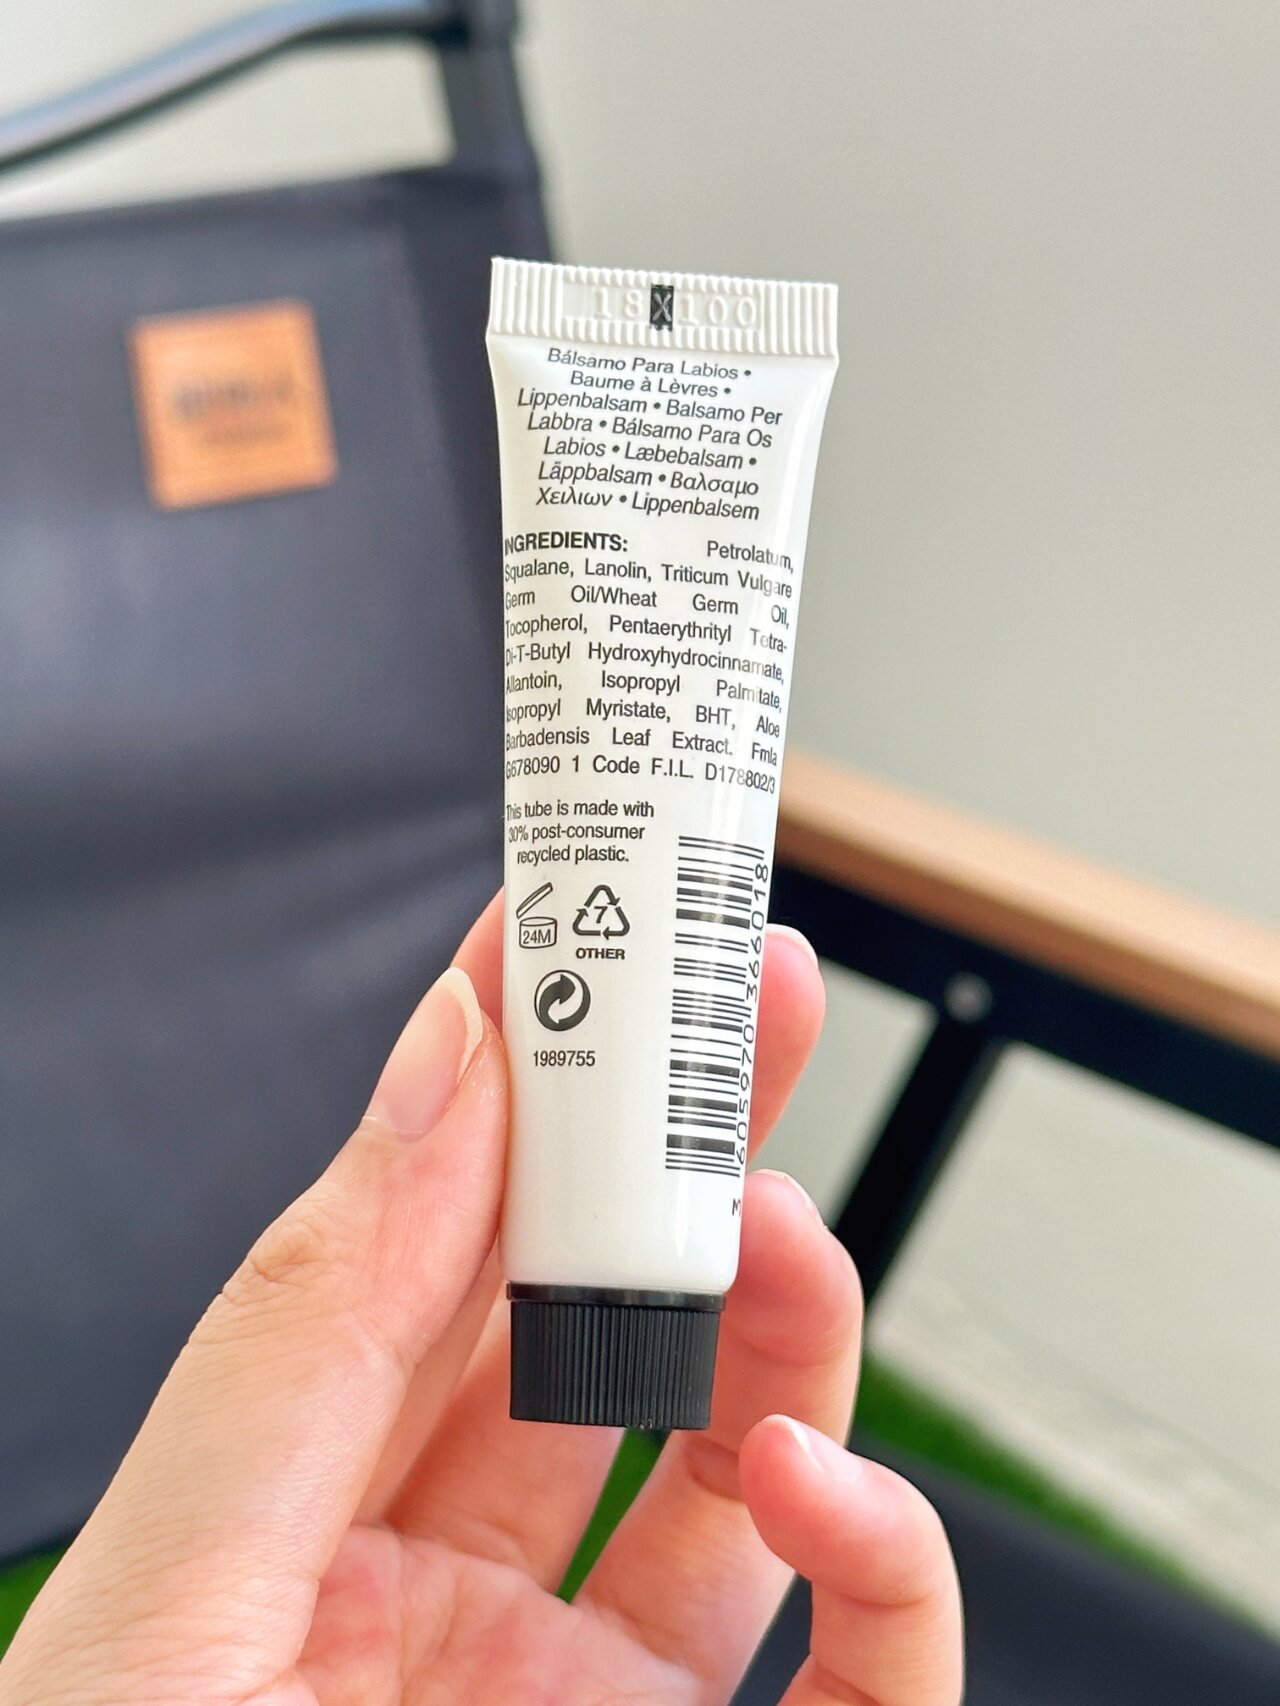 18X100
Bálsamo Para Labios •
Baume à Lèvres •
Lippenbalsam • Balsamo Per
Labbra • Bálsamo Para Os
Labios • Læbebalsam •
Läppbalsam • Βαλσαμο
Χειλιων • Lippenbalsem
INGREDIENTS: Petrolatum,
Squalane, Lanolin, Triticum Vulgare
Germ Oil/Wheat Germ Oil,
Tocopherol, Pentaerythrityl Tetra-
Di-T-Butyl Hydroxyhydrocinnamate,
Allantoin, Isopropyl Palmitate,
Isopropyl Myristate, BHT, Aloe
Barbadensis Leaf Extract. Fmla
G678090 1 Code F.I.L. D178802/3
This tube is made with
30% post-consumer
recycled plastic.
24M
7
OTHER
1989755
3 605970 366018